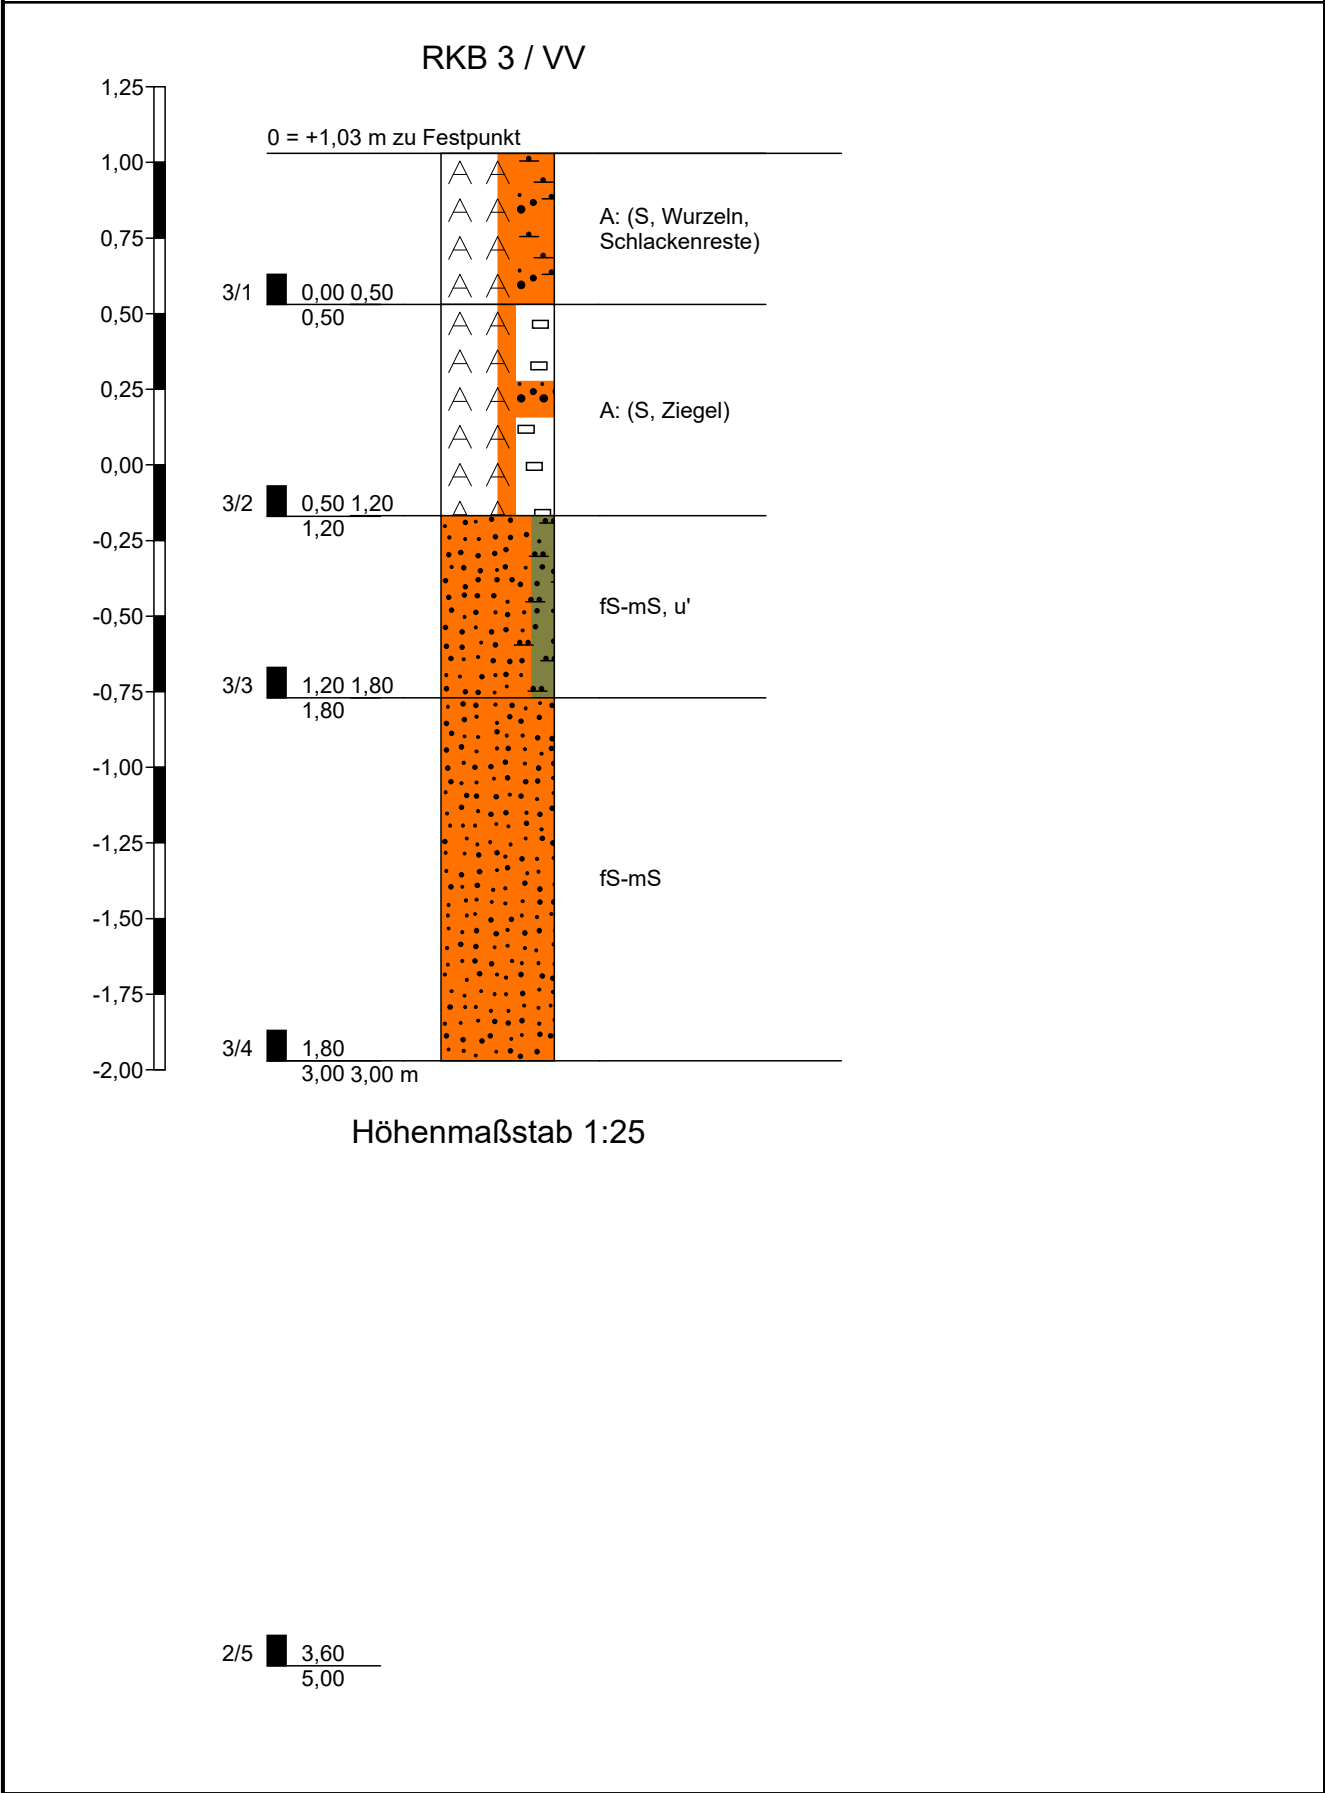 RKB 3 / VV
1,25
0 = +1,03 m zu Festpunkt
1,00
A: (S, Wurzeln,
Schlackenreste)
0,75
3/1 0,00 0,50
0,50
0,50
0,25
A: (S, Ziegel)
0,00
3/2 0,50 1,20
1,20
-0,25
fS-mS, u'
-0,50
3/3 1,20 1,80
-0,75
1,80
-1,00
-1,25
fS-mS
-1,50
-1,75
3/4 1,80
-2,00
3,00 3,00 m
Höhenmaßstab 1:25
2/5 3,60
5,00